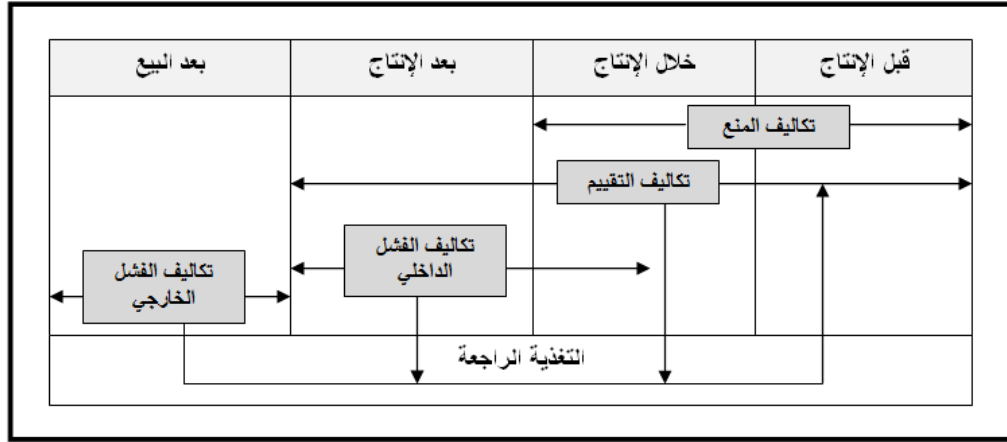 قبل الإنتاج
خلال الإنتاج
بعد الإنتاج
بعد البيع
تكاليف المنع
تكاليف التقييم
تكاليف الفشل
الداخلي
تكاليف الفشل
الخارجي
التغذية الراجعة